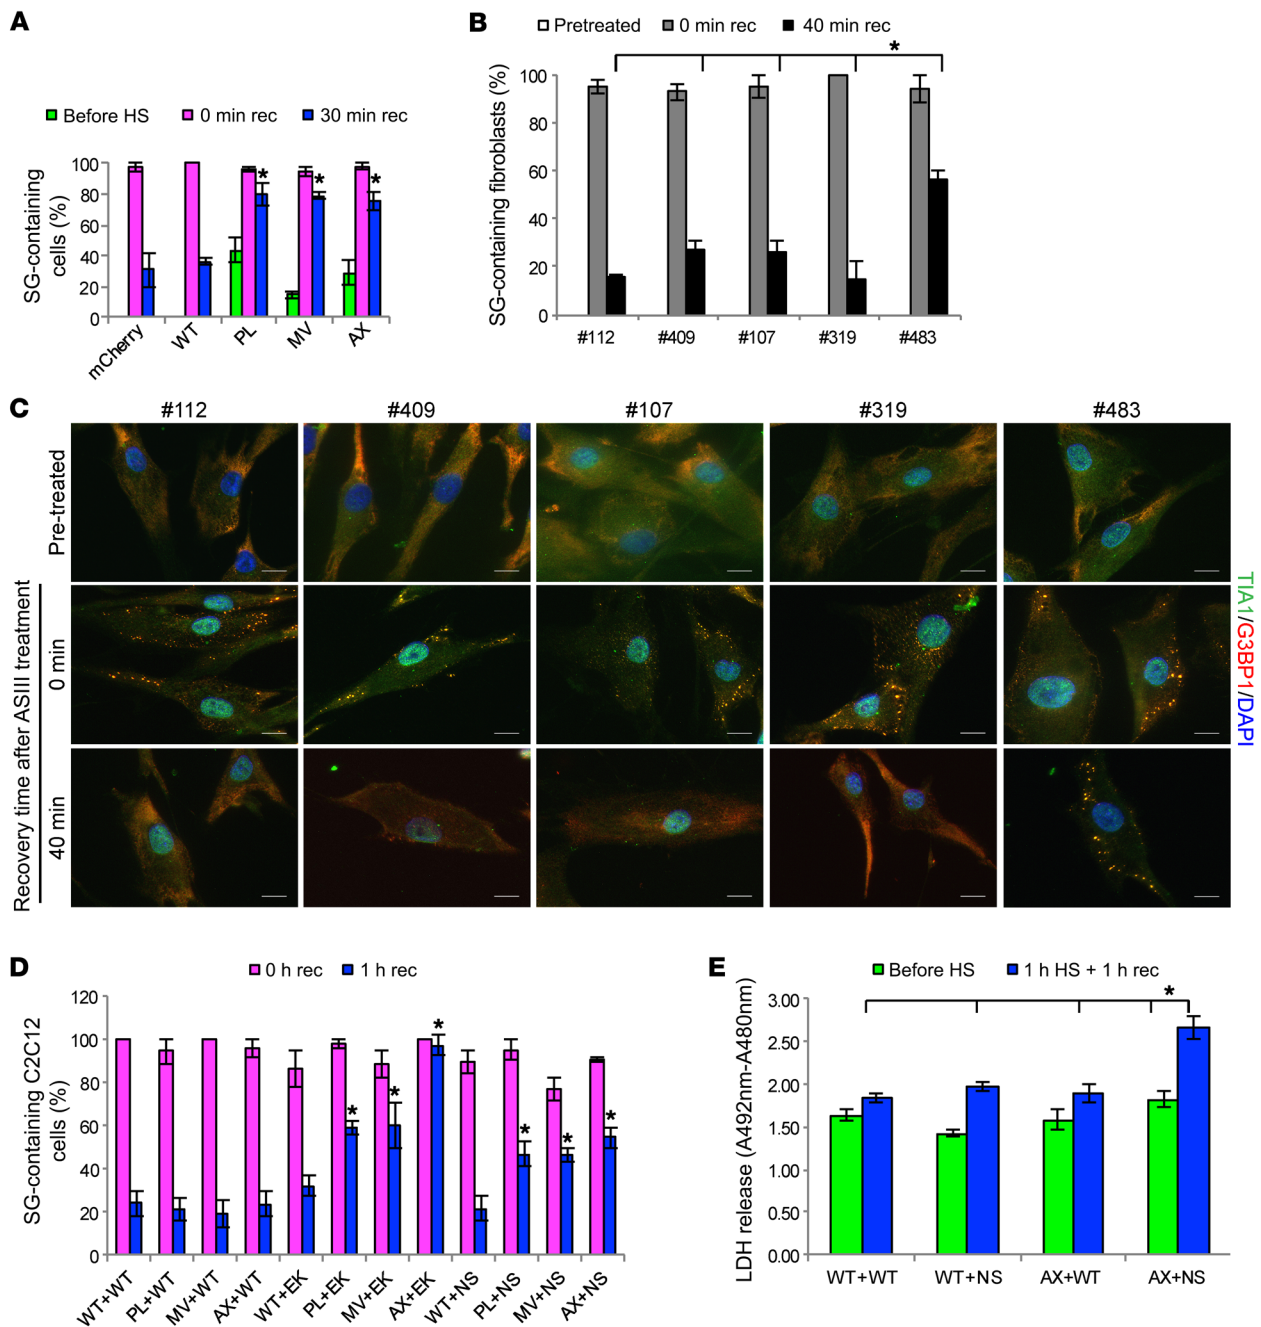 A
Before HS
0 min rec
30 min rec
SG-containing
cells (%)
100
80
60
40
20
0
mCherry
WT
PL
MV
AX
*
*
*
B
Pretreated
0 min rec
40 min rec
*
SG-containing fibroblasts (%)
100
80
60
40
20
0
#112
#409
#107
#319
#483
C
#112
#409
#107
#319
#483
Pre-treated
Recovery time after ASIII treatment
0 min
40 min
TIA1/G3BP1/DAPI
D
0 h rec
1 h rec
SG-containing C2C12
cells (%)
120
100
80
60
40
20
0
*
*
*
*
*
*
WT+WT
PL+WT
MV+WT
AX+WT
WT+EK
PL+EK
MV+EK
AX+EK
WT+NS
PL+NS
MV+NS
AX+NS
E
Before HS
1 h HS + 1 h rec
*
LDH release (A492nm-A480nm)
3.00
2.50
2.00
1.50
1.00
0.50
0.00
WT+WT
WT+NS
AX+WT
AX+NS